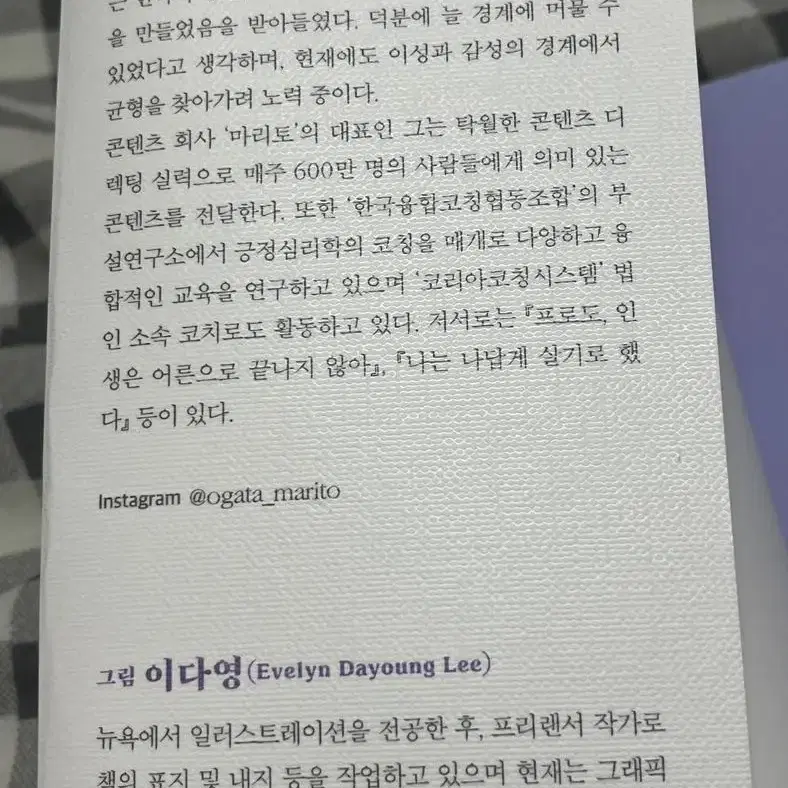 을 만들었음을 받아들였다. 덕분에 늘 경계에 머물 수
있었다고 생각하며, 현재에도 이성과 감성의 경계에서
균형을 찾아가려 노력 중이다.
콘텐츠 회사 ‘마리토’의 대표인 그는 탁월한 콘텐츠 디
렉팅 실력으로 매주 600만 명의 사람들에게 의미 있는
콘텐츠를 전달한다. 또한 ‘한국융합코칭협동조합’의 부
설연구소에서 긍정심리학의 코칭을 매개로 다양하고 융
합적인 교육을 연구하고 있으며 ‘코리아코칭시스템’ 법
인 소속 코치로도 활동하고 있다. 저서로는 『프로도, 인
생은 어른으로 끝나지 않아』, 『나는 나답게 살기로 했
다』 등이 있다.
Instagram @ogata_marito
그림 이다영(Evelyn Dayoung Lee)
뉴욕에서 일러스트레이션을 전공한 후, 프리랜서 작가로
책의 표지 및 내지 등을 작업하고 있으며 현재는 그래픽